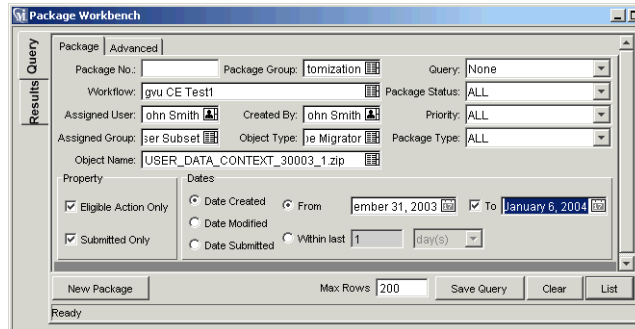 Package Workbench
Query
Results
Package Advanced
Package No.: Package Group: tomization Query: None
Workflow: gvu CE Test1 Package Status: ALL
Assigned User: ohn Smith Created By: ohn Smith Priority: ALL
Assigned Group: ser Subset Object Type: pe Migrator Package Type: ALL
Object Name: USER_DATA_CONTEXT_30003_1.zip
Property Dates
Eligible Action Only Date Created From ember 31, 2003 To January 6, 2004
Date Modified
Submitted Only Date Submitted Within last 1 day(s)
New Package Max Rows 200 Save Query Clear List
Ready